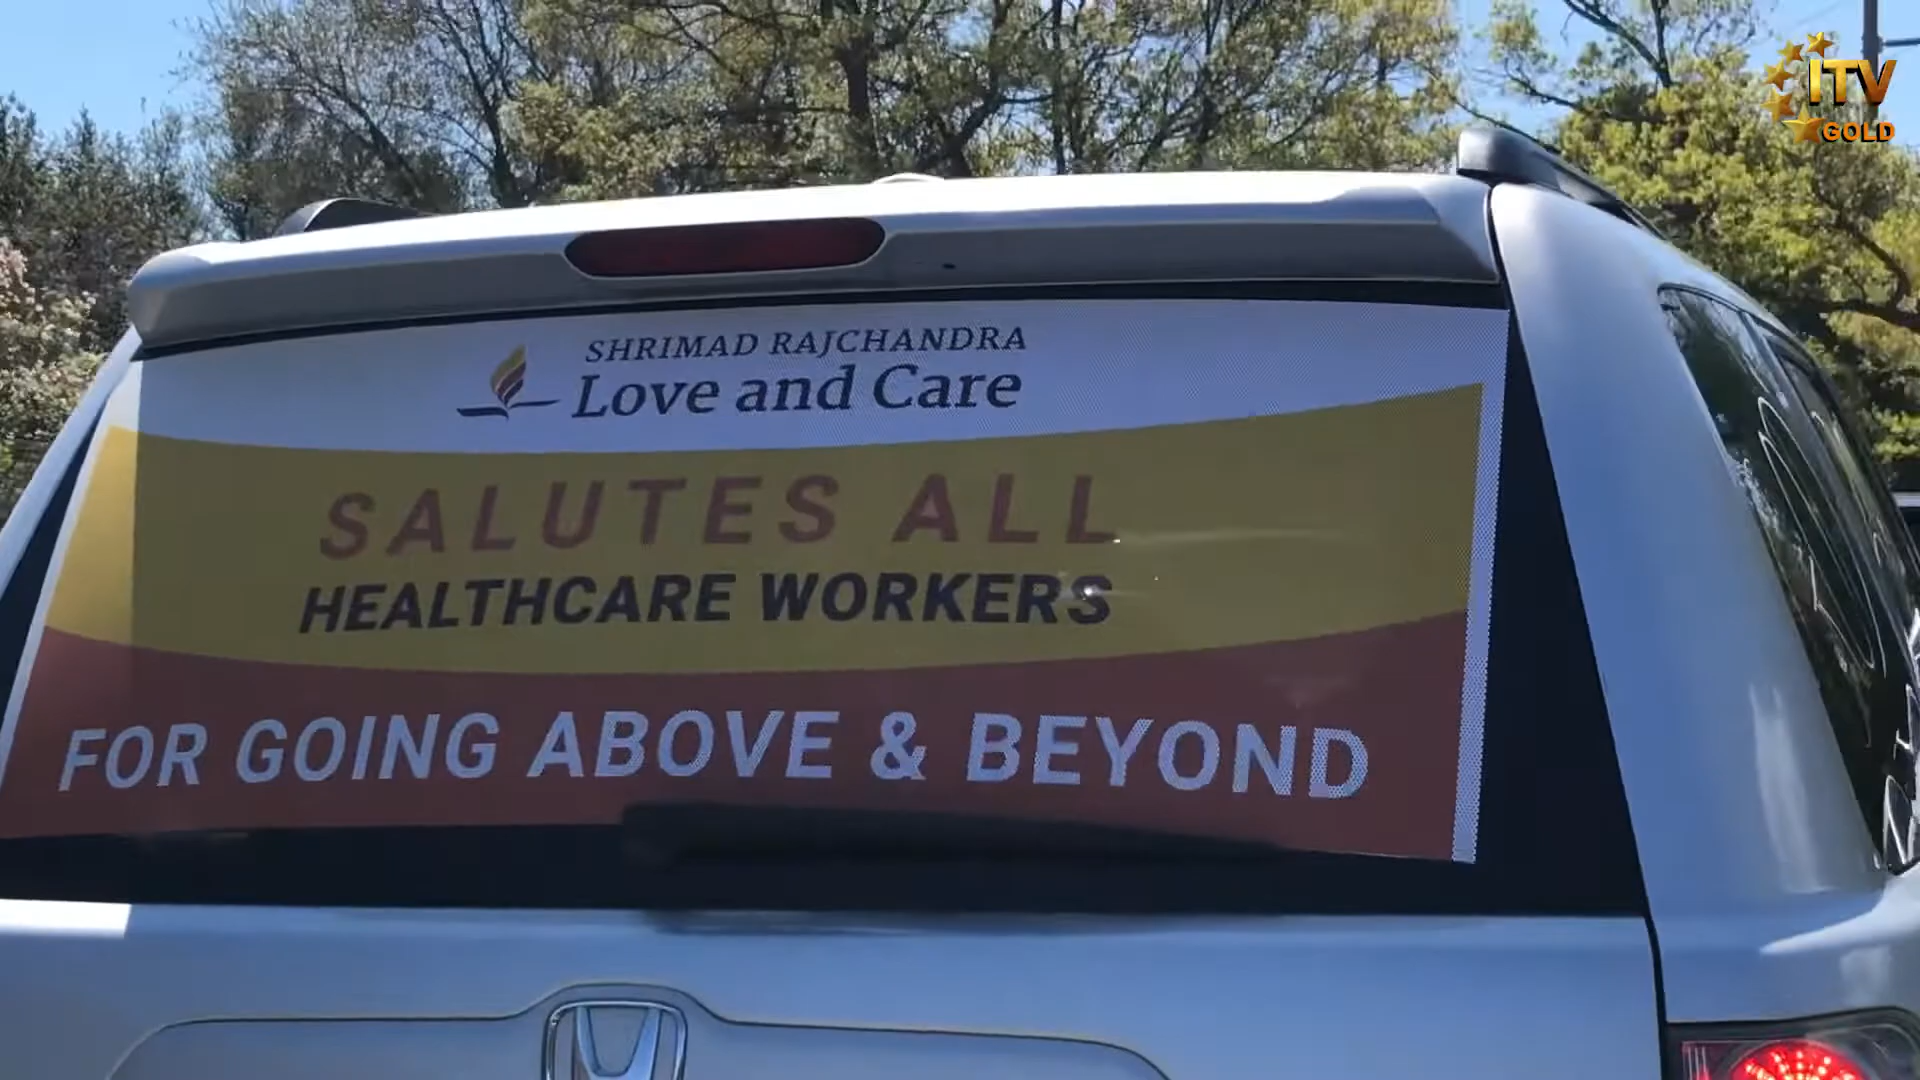 ITV
GOLD
SHRIMAD RAJCHANDRA
Love and Care
SALUTES ALL
HEALTHCARE WORKERS
FOR GOING ABOVE & BEYOND